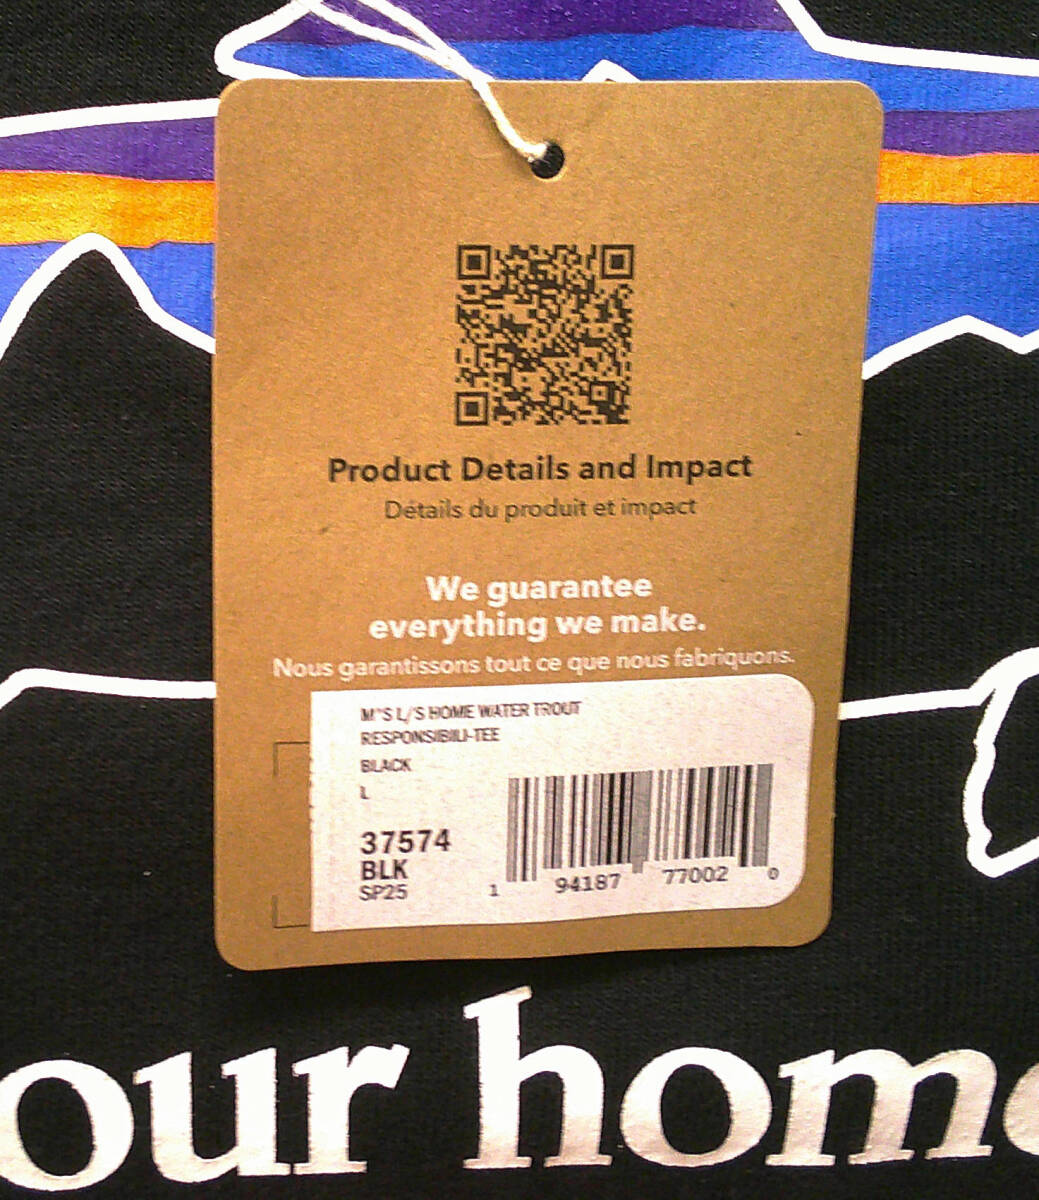 Product Details and Impact
Détails du produit et impact
We guarantee
everything we make.
Nous garantissons tout ce que nous fabriquons.
M'S L/S HOME WATER TROUT
RESPONSIBILI-TEE
BLACK
L
37574
BLK
SP25
1 94187 77002 0
our home